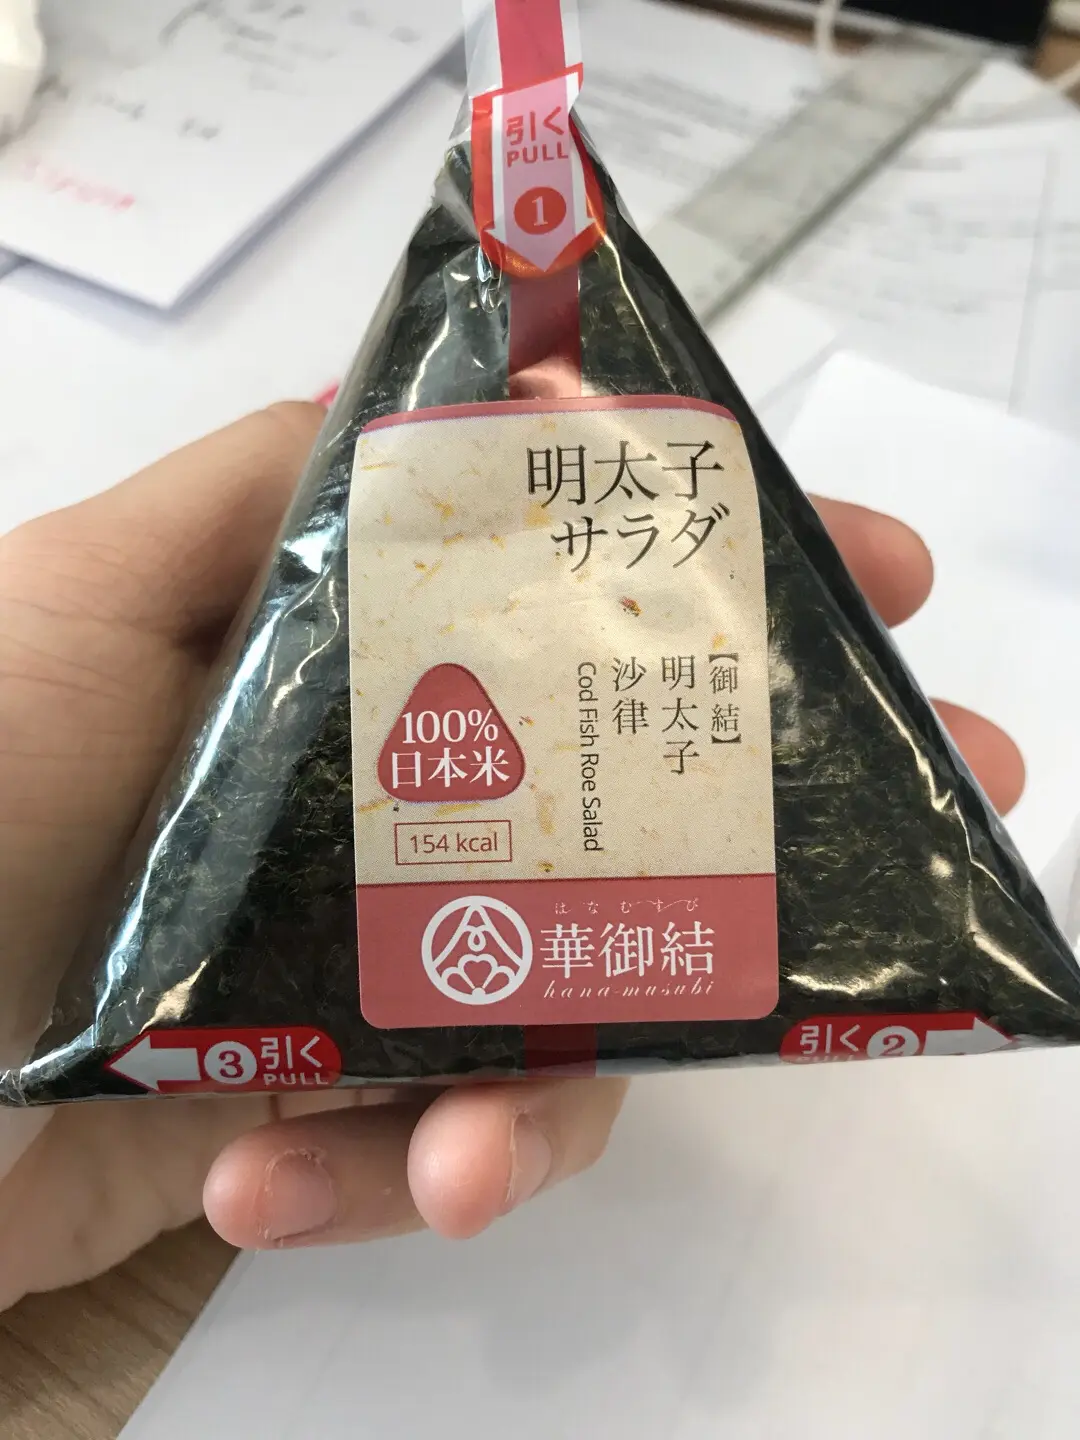 引く
PULL
1
明太子
サラダ
【御結】
明太子
沙律
Cod Fish Roe Salad
100%
日本米
154 kcal
はなむすび
華御結
hana-musubi
3 引く
PULL
引く 2
PULL